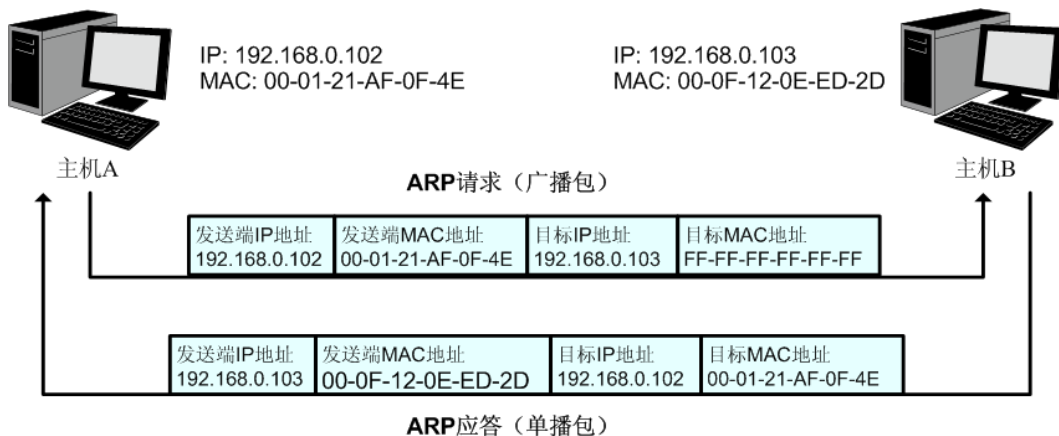 IP: 192.168.0.102
MAC: 00-01-21-AF-0F-4E
IP: 192.168.0.103
MAC: 00-0F-12-0E-ED-2D
主机A
主机B
ARP请求（广播包）
发送端IP地址
192.168.0.102
发送端MAC地址
00-01-21-AF-0F-4E
目标IP地址
192.168.0.103
目标MAC地址
FF-FF-FF-FF-FF-FF
发送端IP地址
192.168.0.103
发送端MAC地址
00-0F-12-0E-ED-2D
目标IP地址
192.168.0.102
目标MAC地址
00-01-21-AF-0F-4E
ARP应答（单播包）